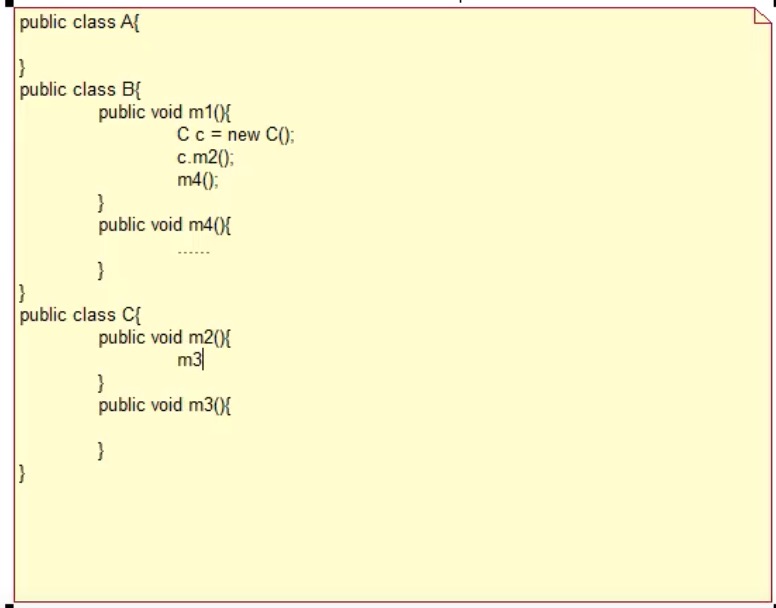 public class A{
}
public class B{
public void m1(){
C c = new C();
c.m2();
m4();
}
public void m4(){
......
}
}
public class C{
public void m2(){
m3
}
public void m3(){
}
}